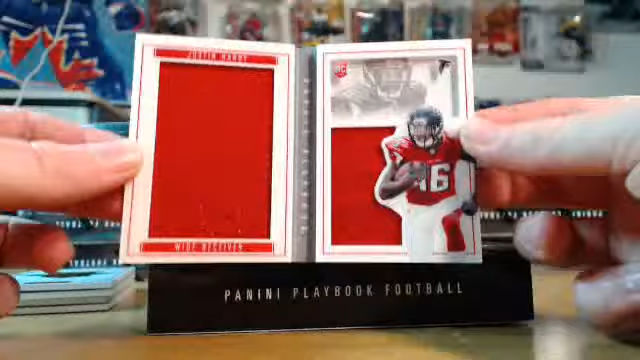 JUSTIN HARDY
WIDE RECEIVER
RC
16
PANINI PLAYBOOK FOOTBALL